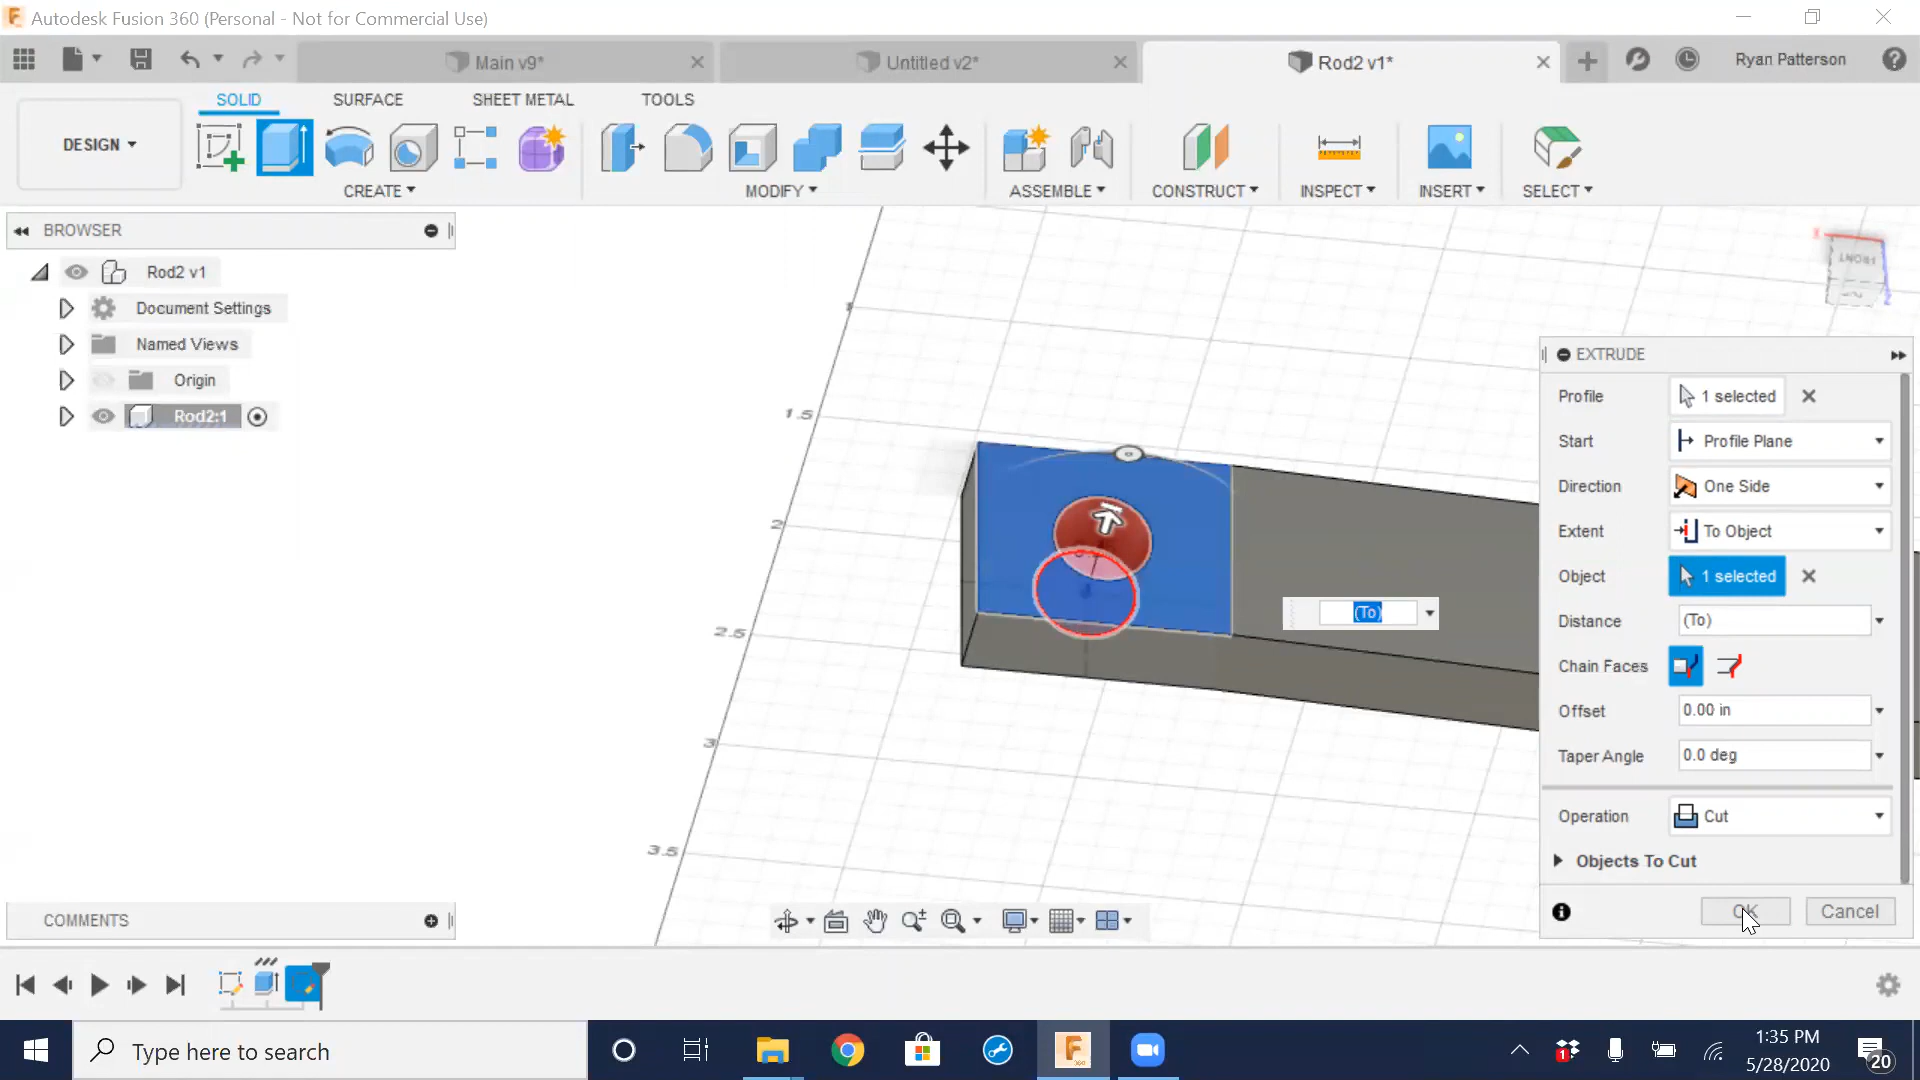 Autodesk Fusion 360 (Personal - Not for Commercial Use)
Main v9*
Untitled v2*
Rod2 v1*
Ryan Patterson
SOLID
SURFACE
SHEET METAL
TOOLS
DESIGN
CREATE
MODIFY
ASSEMBLE
CONSTRUCT
INSPECT
INSERT
SELECT
BROWSER
Rod2 v1
Document Settings
Named Views
Origin
Rod2:1
FRONT
1
1.5
2
2.5
3
3.5
(To)
EXTRUDE
Profile
1 selected
Start
Profile Plane
Direction
One Side
Extent
To Object
Object
1 selected
Distance
(To)
Chain Faces
Offset
0.00 in
Taper Angle
0.0 deg
Operation
Cut
Objects To Cut
OK
Cancel
COMMENTS
Type here to search
1:35 PM
5/28/2020
1
20